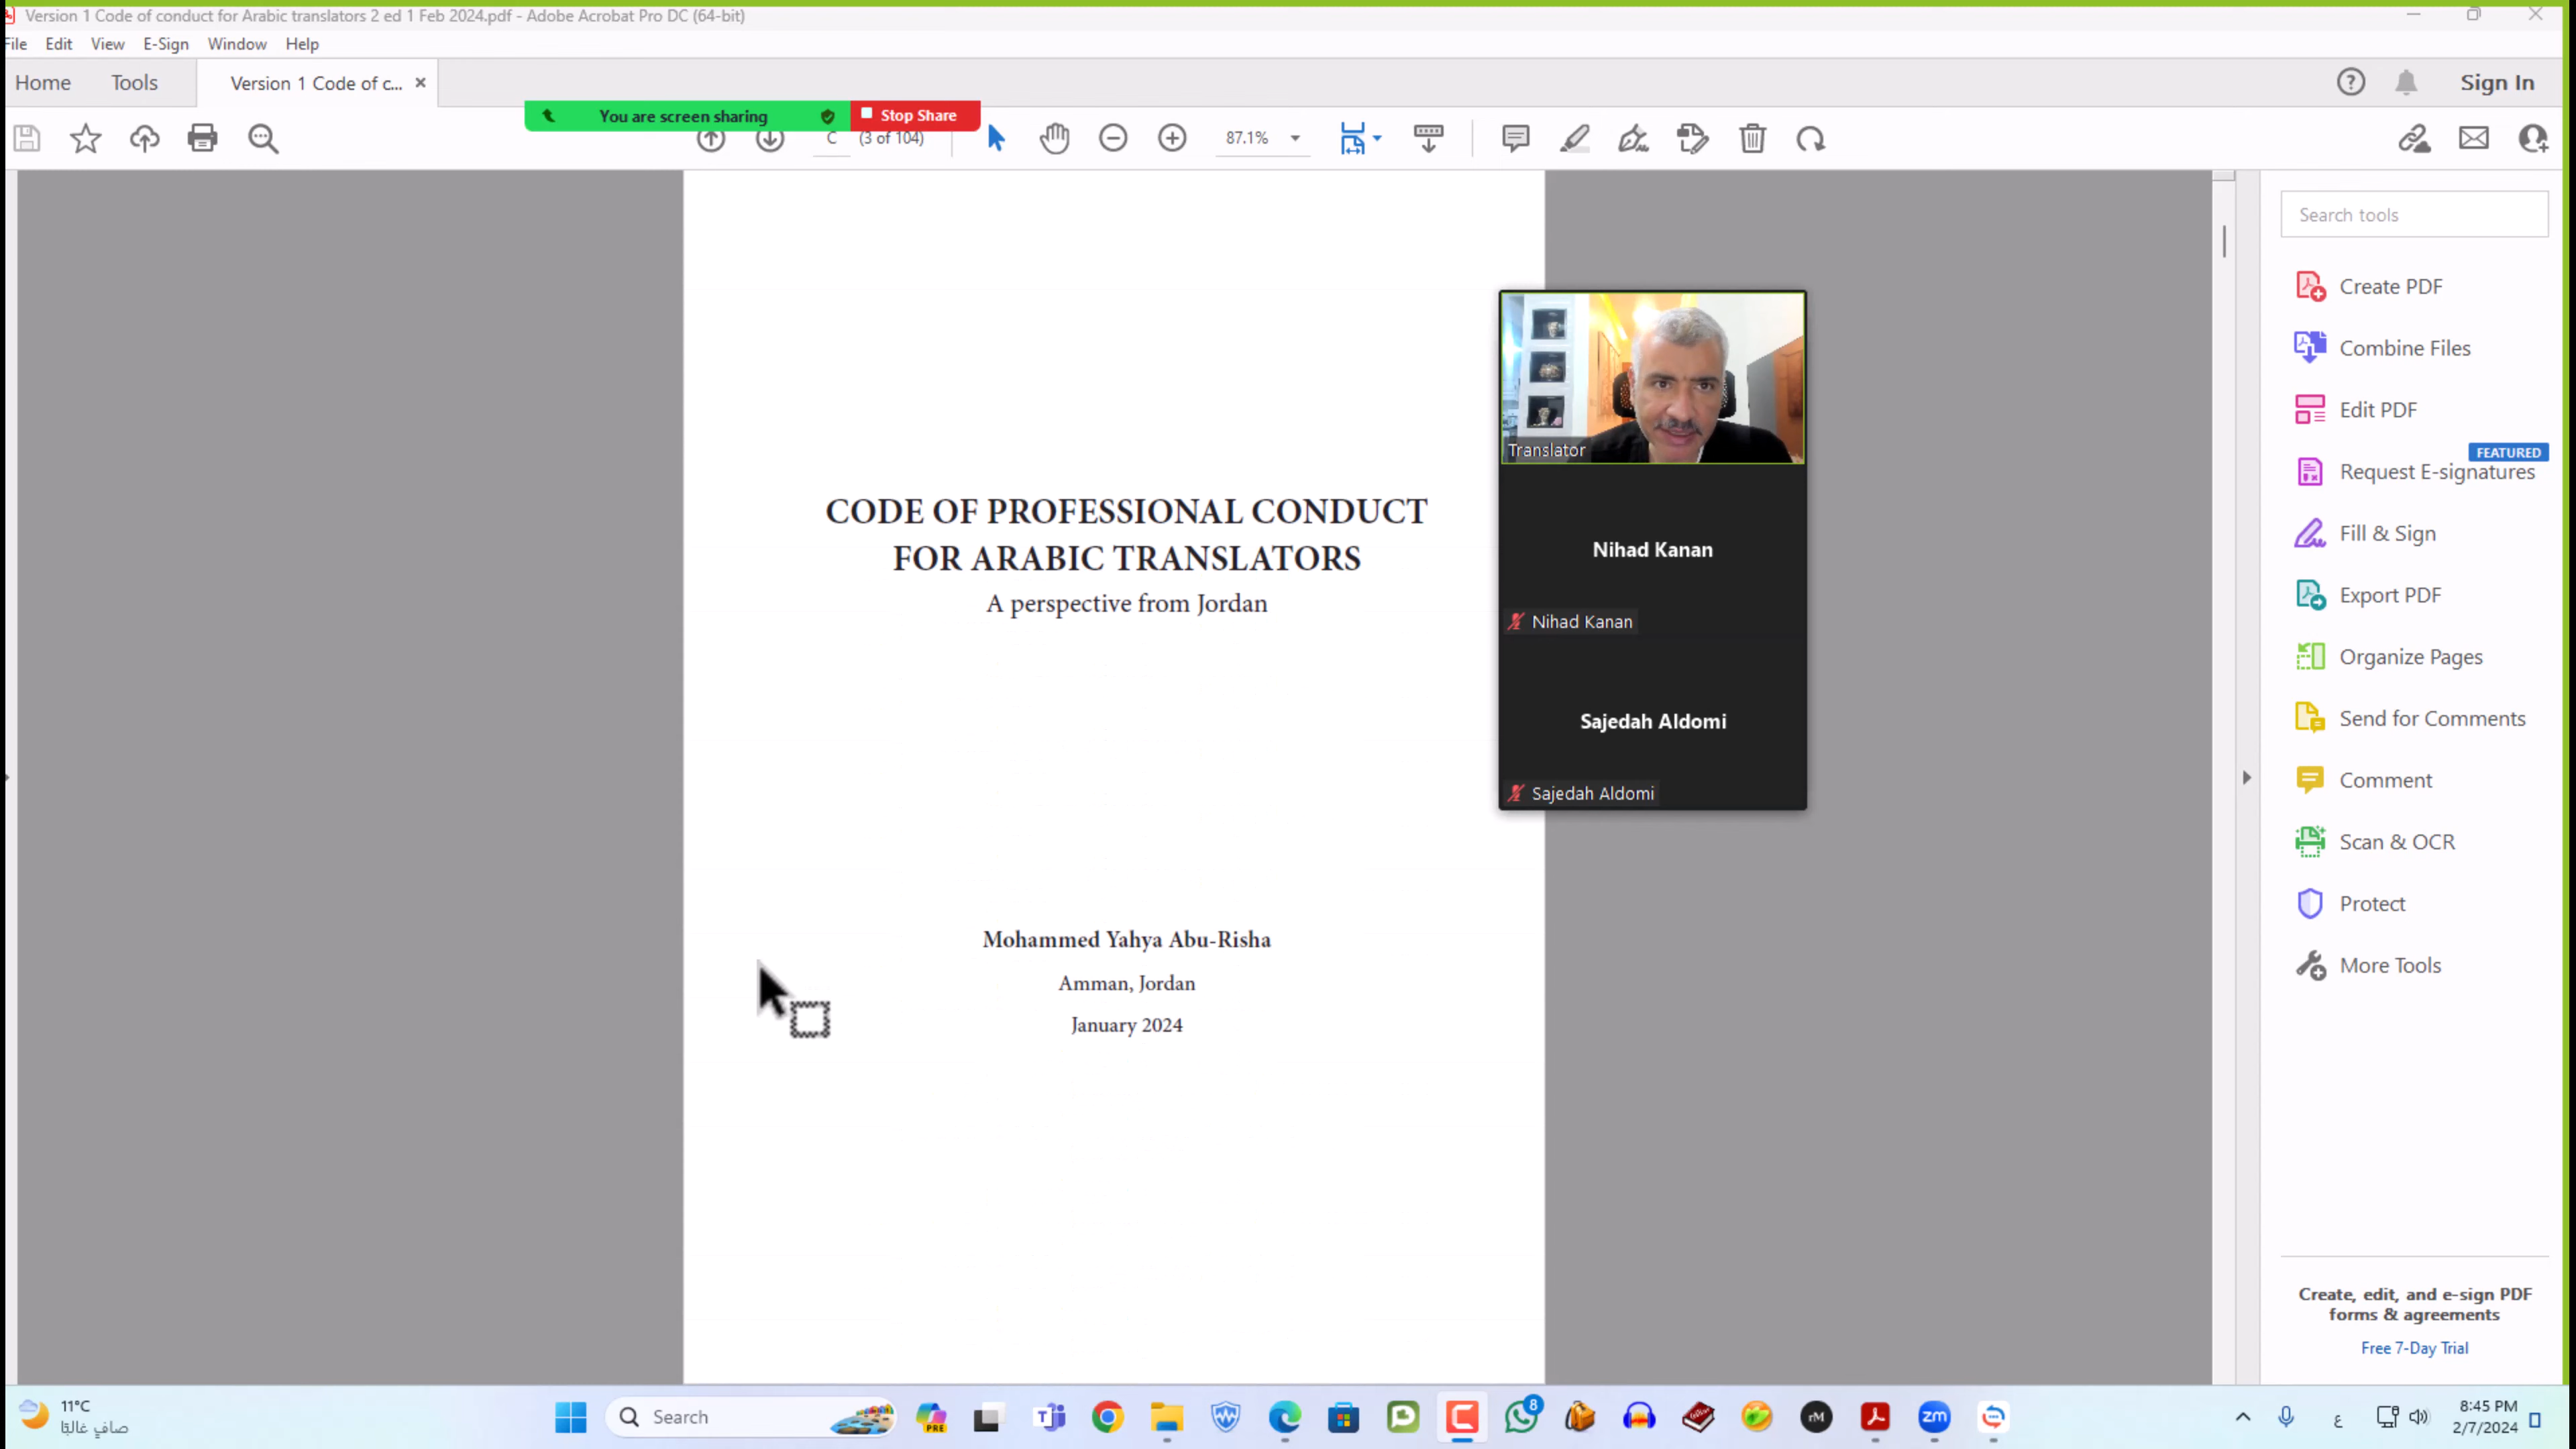 Version 1 Code of conduct for Arabic translators 2 ed 1 Feb 2024.pdf - Adobe Acrobat Pro DC (64-bit)
File Edit View E-Sign Window Help
Home Tools Version 1 Code of c... Sign In
You are screen sharing Stop Share
C (3 of 104) 87.1%
Search tools
Create PDF
Combine Files
Edit PDF
FEATURED
Request E-signatures
Fill & Sign
Export PDF
Organize Pages
Send for Comments
Comment
Scan & OCR
Protect
More Tools
Create, edit, and e-sign PDF
forms & agreements
Free 7-Day Trial
CODE OF PROFESSIONAL CONDUCT
FOR ARABIC TRANSLATORS
A perspective from Jordan
Mohammed Yahya Abu-Risha
Amman, Jordan
January 2024
Translator
Nihad Kanan
Nihad Kanan
Sajedah Aldomi
Sajedah Aldomi
11°C
صافٍ غالبًا
Search
PRE
8
rM
zm
ع
8:45 PM
2/7/2024